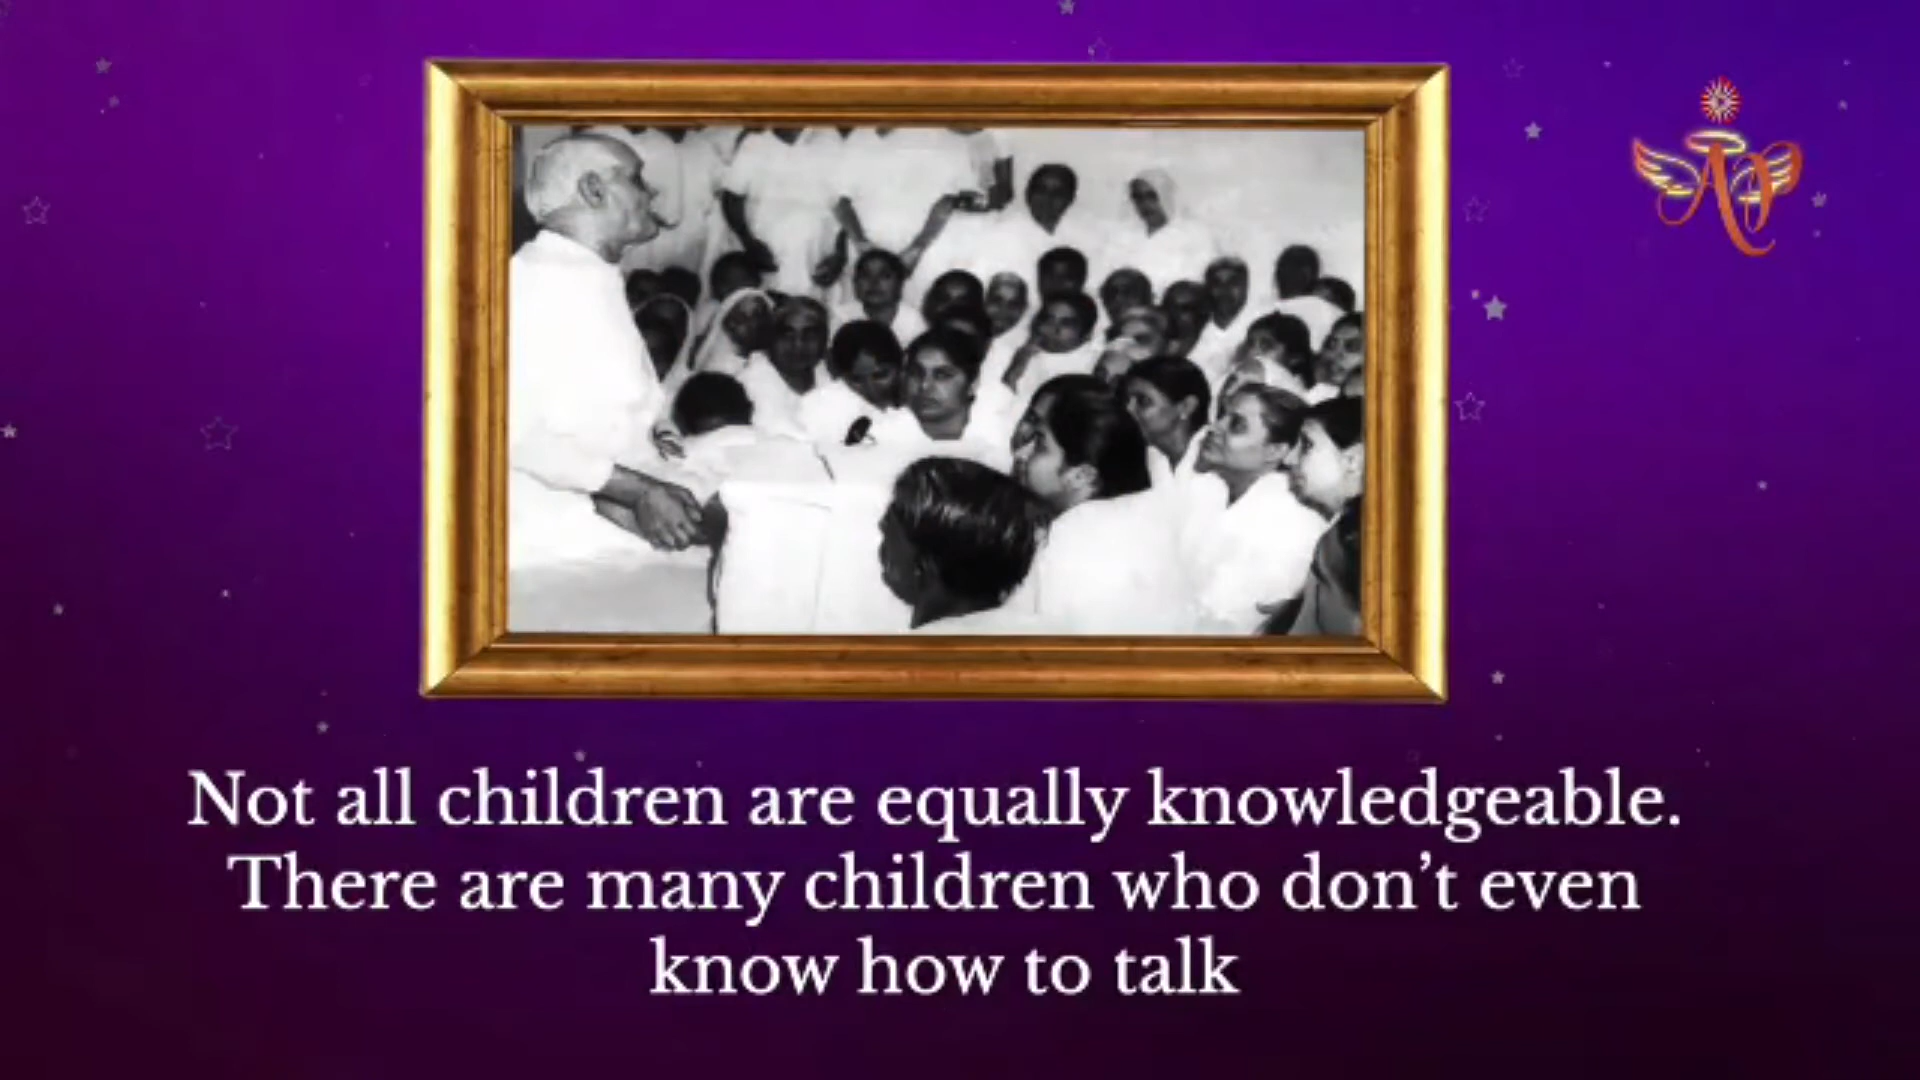 Not all children are equally knowledgeable.
There are many children who don’t even
know how to talk